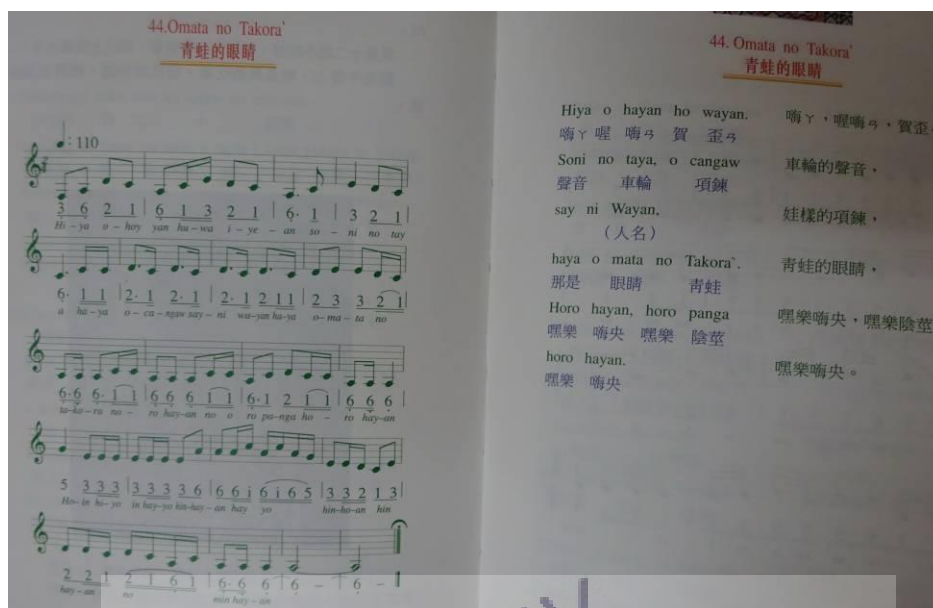 44.Omata no Takora`
青蛙的眼睛
: 110
3 6 2 1 | 6 1 3 2 1 | 6· 1 | 3 2 1 |
Hi – ya o – hoy yan hu – wa i – ye – an so – ni no tay
6· 1 1 | 2· 1 2· 1 | 2· 1 2 1 1 | 2 3 3 2 1 |
a ha – ya o – ca – ngaw say – ni wa – yan ha – ya o – ma – ta no
6·6 6·1 1 | 6 6 6 1 1 | 6·1 2 1 1 | 6 6 6 |
ta – ko – ra no – ro hay – an no o ro pa – nga ho – ro hay – an
5 3 3 3 | 3 3 3 3 6 | 6 6 i 6 i 6 5 | 3 3 2 1 3 |
Ho – in ho – yo in hay – yo hin – hay – an hay yo hin – ho – an hin
2 2 1 2 1 6 1 | 6· 6 6 | 6 – | 6 –
hay – an no hay – an
44. Omata no Takora`
青蛙的眼睛
Hiya o hayan ho wayan. 嗨ㄚ,喔嗨ㄢ,賀歪
嗨ㄚ 喔 嗨ㄢ 賀 歪ㄢ
Soni no taya, o cangaw 車輪的聲音,
聲音 車輪 項鍊
say ni Wayan, 娃樣的項鍊,
(人名)
haya o mata no Takora`. 青蛙的眼睛,
那是 眼睛 青蛙
Horo hayan, horo panga 嘿樂嗨央,嘿樂陰莖
嘿樂 嗨央 嘿樂 陰莖
horo hayan. 嘿樂嗨央。
嘿樂 嗨央